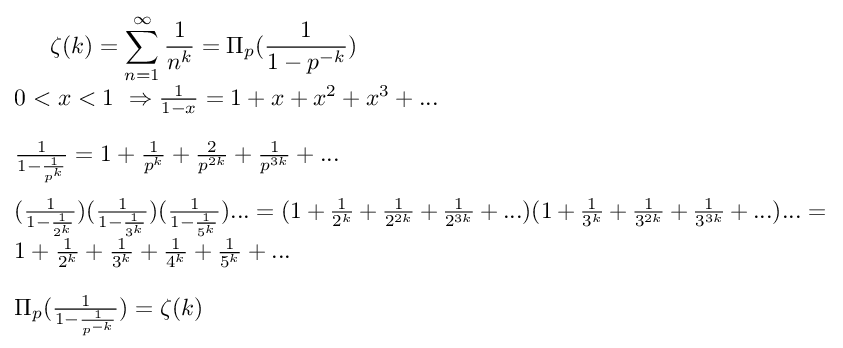 ζ(k) = ∑_{n=1}^{∞} 1/n^k = Π_p(1/(1 − p^{−k}))
0 < x < 1 ⇒ 1/(1−x) = 1 + x + x² + x³ + ...
1/(1−1/p^k) = 1 + 1/p^k + 2/p^{2k} + 1/p^{3k} + ...
(1/(1−1/2^k))(1/(1−1/3^k))(1/(1−1/5^k))... = (1 + 1/2^k + 1/2^{2k} + 1/2^{3k} + ...)(1 + 1/3^k + 1/3^{2k} + 1/3^{3k} + ...)... =
1 + 1/2^k + 1/3^k + 1/4^k + 1/5^k + ...
Π_p(1/(1−1/p^{−k})) = ζ(k)